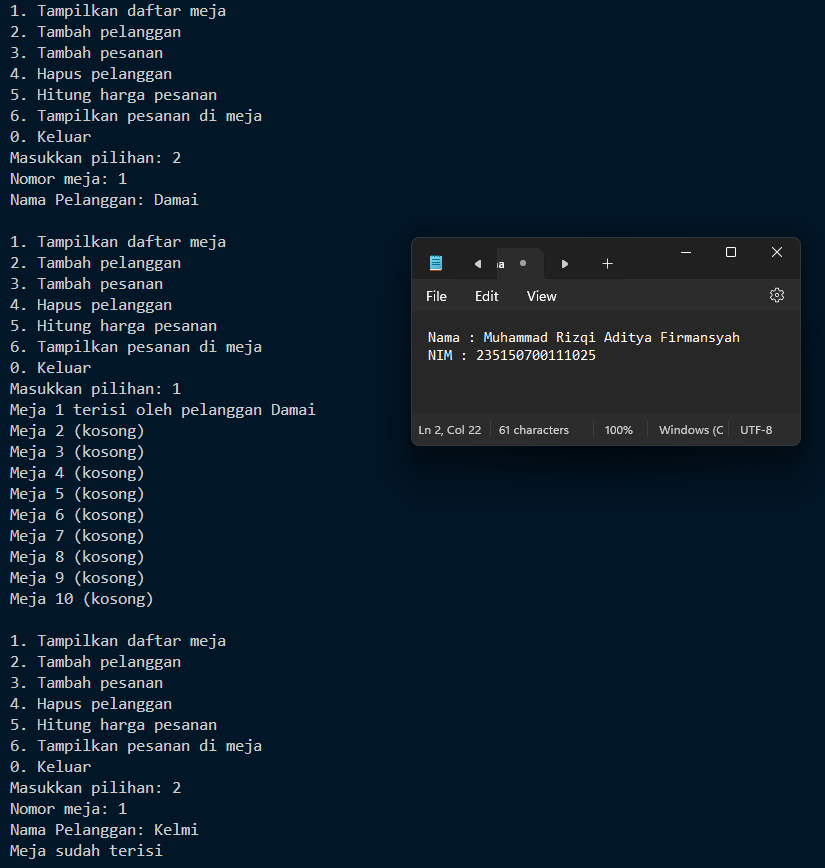 1. Tampilkan daftar meja
2. Tambah pelanggan
3. Tambah pesanan
4. Hapus pelanggan
5. Hitung harga pesanan
6. Tampilkan pesanan di meja
0. Keluar
Masukkan pilihan: 2
Nomor meja: 1
Nama Pelanggan: Damai

1. Tampilkan daftar meja
2. Tambah pelanggan
3. Tambah pesanan
4. Hapus pelanggan
5. Hitung harga pesanan
6. Tampilkan pesanan di meja
0. Keluar
Masukkan pilihan: 1
Meja 1 terisi oleh pelanggan Damai
Meja 2 (kosong)
Meja 3 (kosong)
Meja 4 (kosong)
Meja 5 (kosong)
Meja 6 (kosong)
Meja 7 (kosong)
Meja 8 (kosong)
Meja 9 (kosong)
Meja 10 (kosong)

1. Tampilkan daftar meja
2. Tambah pelanggan
3. Tambah pesanan
4. Hapus pelanggan
5. Hitung harga pesanan
6. Tampilkan pesanan di meja
0. Keluar
Masukkan pilihan: 2
Nomor meja: 1
Nama Pelanggan: Kelmi
Meja sudah terisi

File Edit View
Nama : Muhammad Rizqi Aditya Firmansyah
NIM : 235150700111025
Ln 2, Col 22 61 characters 100% Windows (C UTF-8